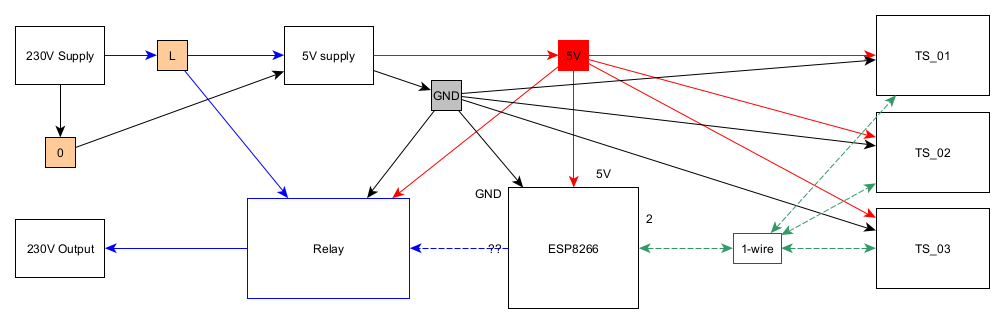 230V Supply
L
5V supply
5V
TS_01
GND
0
TS_02
5V
GND
2
230V Output
Relay
??
ESP8266
1-wire
TS_03